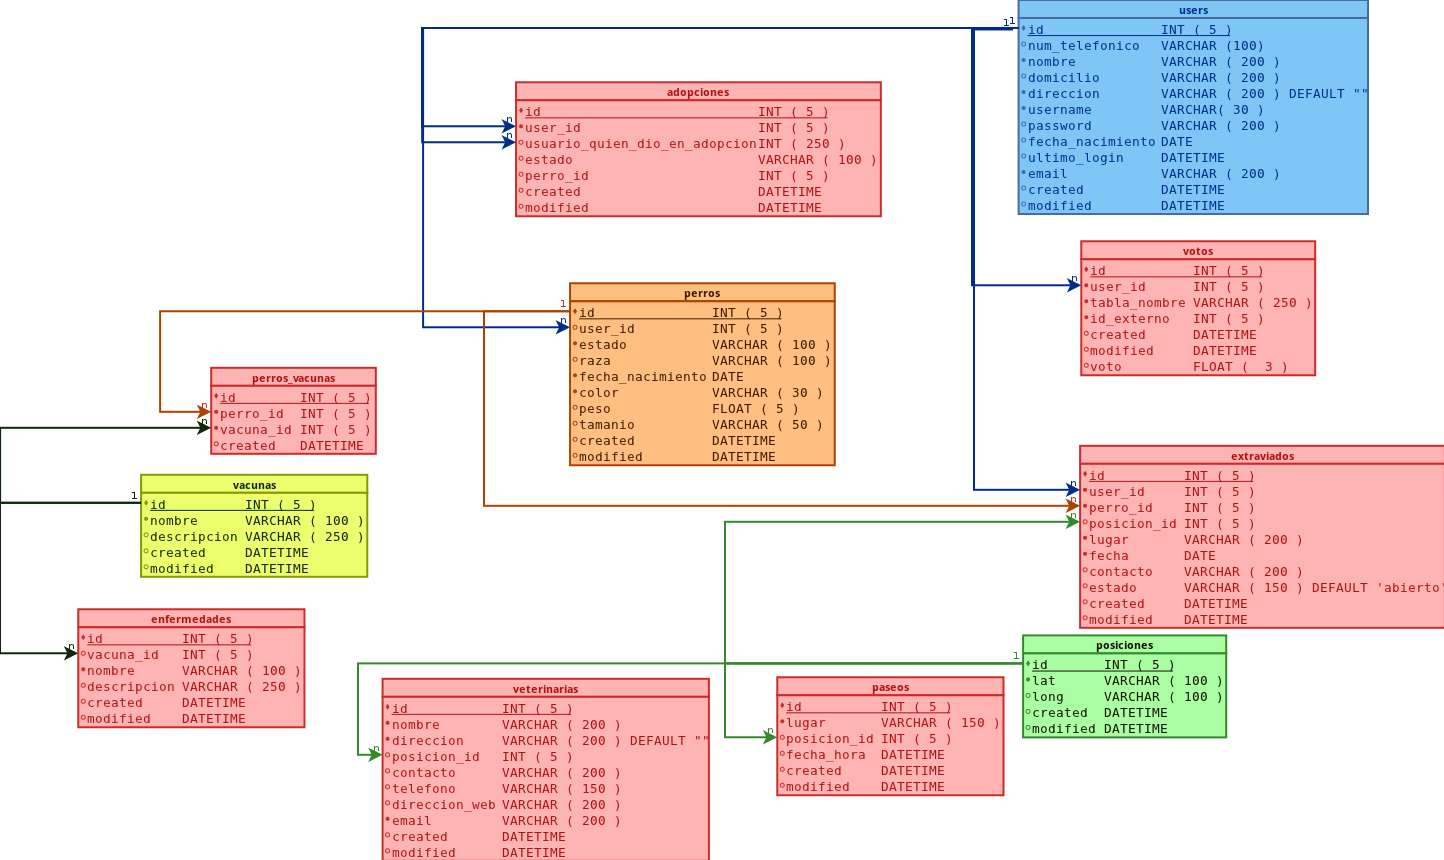 users
id INT ( 5 )
num_telefonico VARCHAR (100)
nombre VARCHAR ( 200 )
domicilio VARCHAR ( 200 )
direccion VARCHAR ( 200 ) DEFAULT ""
username VARCHAR( 30 )
password VARCHAR ( 200 )
fecha_nacimiento DATE
ultimo_login DATETIME
email VARCHAR ( 200 )
created DATETIME
modified DATETIME
1
1
adopciones
id INT ( 5 )
n
user_id INT ( 5 )
n
usuario_quien_dio_en_adopcion INT ( 250 )
estado VARCHAR ( 100 )
perro_id INT ( 5 )
created DATETIME
modified DATETIME
votos
id INT ( 5 )
n
user_id INT ( 5 )
tabla_nombre VARCHAR ( 250 )
id_externo INT ( 5 )
created DATETIME
modified DATETIME
voto FLOAT ( 3 )
perros
1
id INT ( 5 )
n
user_id INT ( 5 )
estado VARCHAR ( 100 )
raza VARCHAR ( 100 )
fecha_nacimiento DATE
color VARCHAR ( 30 )
peso FLOAT ( 5 )
tamanio VARCHAR ( 50 )
created DATETIME
modified DATETIME
perros_vacunas
id INT ( 5 )
n
perro_id INT ( 5 )
n
vacuna_id INT ( 5 )
created DATETIME
extraviados
id INT ( 5 )
n
user_id INT ( 5 )
n
perro_id INT ( 5 )
n
posicion_id INT ( 5 )
lugar VARCHAR ( 200 )
fecha DATE
contacto VARCHAR ( 200 )
estado VARCHAR ( 150 ) DEFAULT 'abierto'
created DATETIME
modified DATETIME
vacunas
1
id INT ( 5 )
nombre VARCHAR ( 100 )
descripcion VARCHAR ( 250 )
created DATETIME
modified DATETIME
enfermedades
id INT ( 5 )
n
vacuna_id INT ( 5 )
nombre VARCHAR ( 100 )
descripcion VARCHAR ( 250 )
created DATETIME
modified DATETIME
posiciones
1
id INT ( 5 )
lat VARCHAR ( 100 )
long VARCHAR ( 100 )
created DATETIME
modified DATETIME
veterinarias
id INT ( 5 )
nombre VARCHAR ( 200 )
direccion VARCHAR ( 200 ) DEFAULT ""
n
posicion_id INT ( 5 )
contacto VARCHAR ( 200 )
telefono VARCHAR ( 150 )
direccion_web VARCHAR ( 200 )
email VARCHAR ( 200 )
created DATETIME
modified DATETIME
paseos
id INT ( 5 )
lugar VARCHAR ( 150 )
n
posicion_id INT ( 5 )
fecha_hora DATETIME
created DATETIME
modified DATETIME